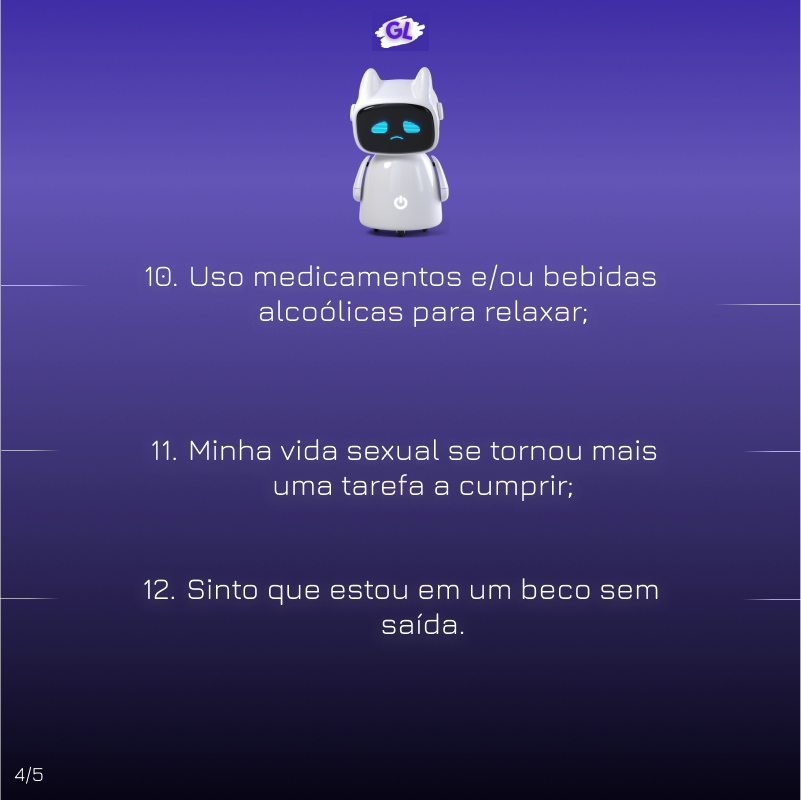 GL
10. Uso medicamentos e/ou bebidas
alcoólicas para relaxar;
11. Minha vida sexual se tornou mais
uma tarefa a cumprir;
12. Sinto que estou em um beco sem
saída.
4/5